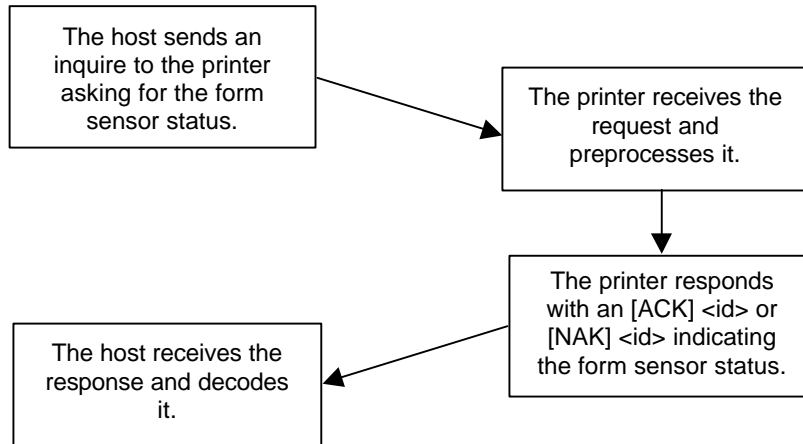 The host sends an
inquire to the printer
asking for the form
sensor status.
The printer receives the
request and
preprocesses it.
The printer responds
with an [ACK] <id> or
[NAK] <id> indicating
the form sensor status.
The host receives the
response and decodes
it.